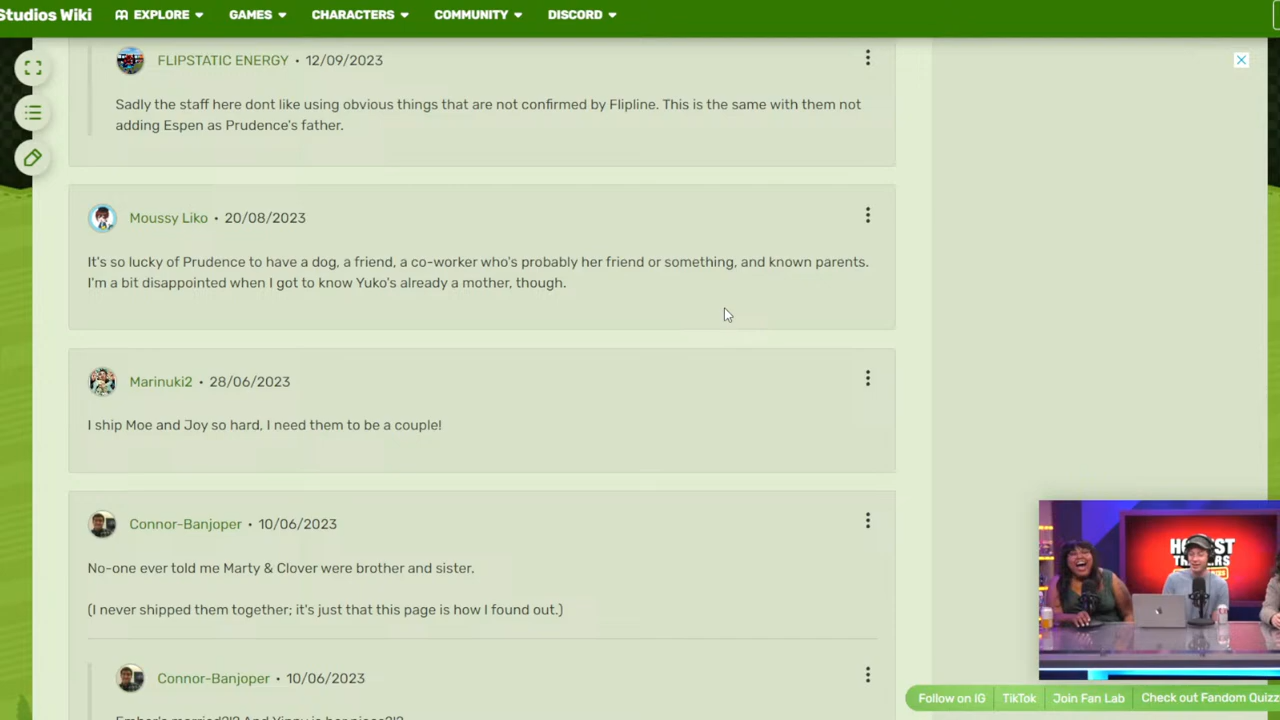 Studios Wiki
EXPLORE
GAMES
CHARACTERS
COMMUNITY
DISCORD
FLIPSTATIC ENERGY • 12/09/2023
Sadly the staff here dont like using obvious things that are not confirmed by Flipline. This is the same with them not
adding Espen as Prudence's father.
Moussy Liko • 20/08/2023
It's so lucky of Prudence to have a dog, a friend, a co-worker who's probably her friend or something, and known parents.
I'm a bit disappointed when I got to know Yuko's already a mother, though.
Marinuki2 • 28/06/2023
I ship Moe and Joy so hard, I need them to be a couple!
Connor-Banjoper • 10/06/2023
No-one ever told me Marty & Clover were brother and sister.
(I never shipped them together; it's just that this page is how I found out.)
Connor-Banjoper • 10/06/2023
Follow on IG
TikTok
Join Fan Lab
Check out Fandom Quizz